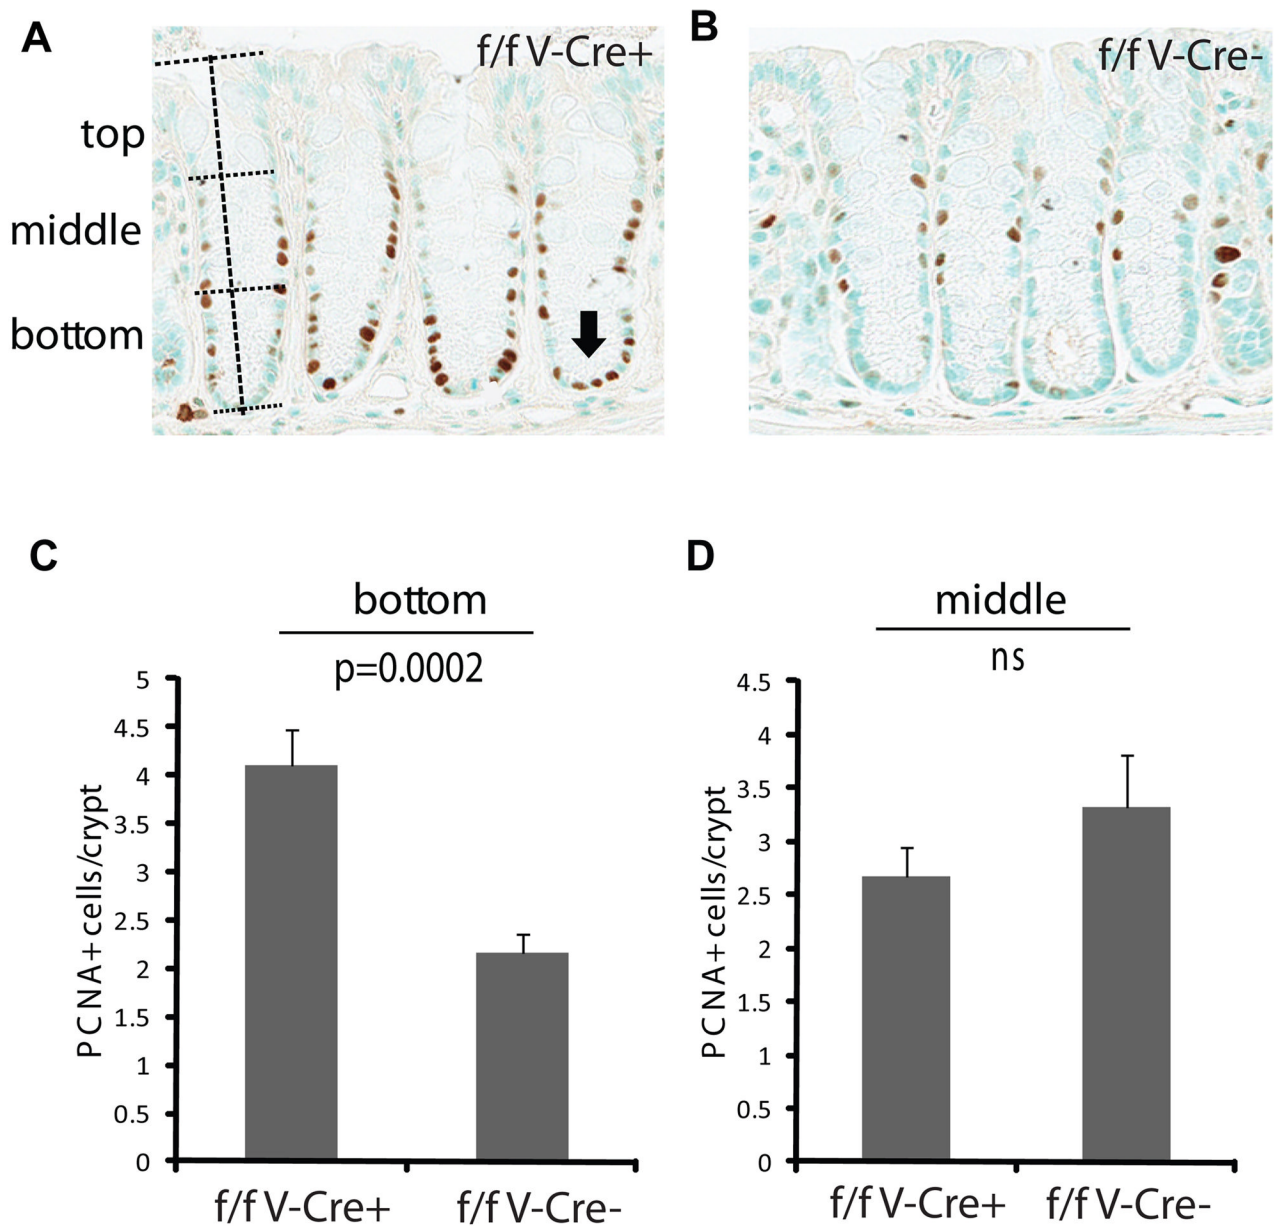 A
f/f V-Cre+
top
middle
bottom
B
f/f V-Cre-
C
bottom
p=0.0002
PCNA+cells/crypt
5
4.5
4
3.5
3
2.5
2
1.5
1
0.5
0
f/f V-Cre+
f/f V-Cre-
D
middle
ns
PCNA+cells/crypt
4.5
4
3.5
3
2.5
2
1.5
1
0.5
0
f/f V-Cre+
f/f V-Cre-